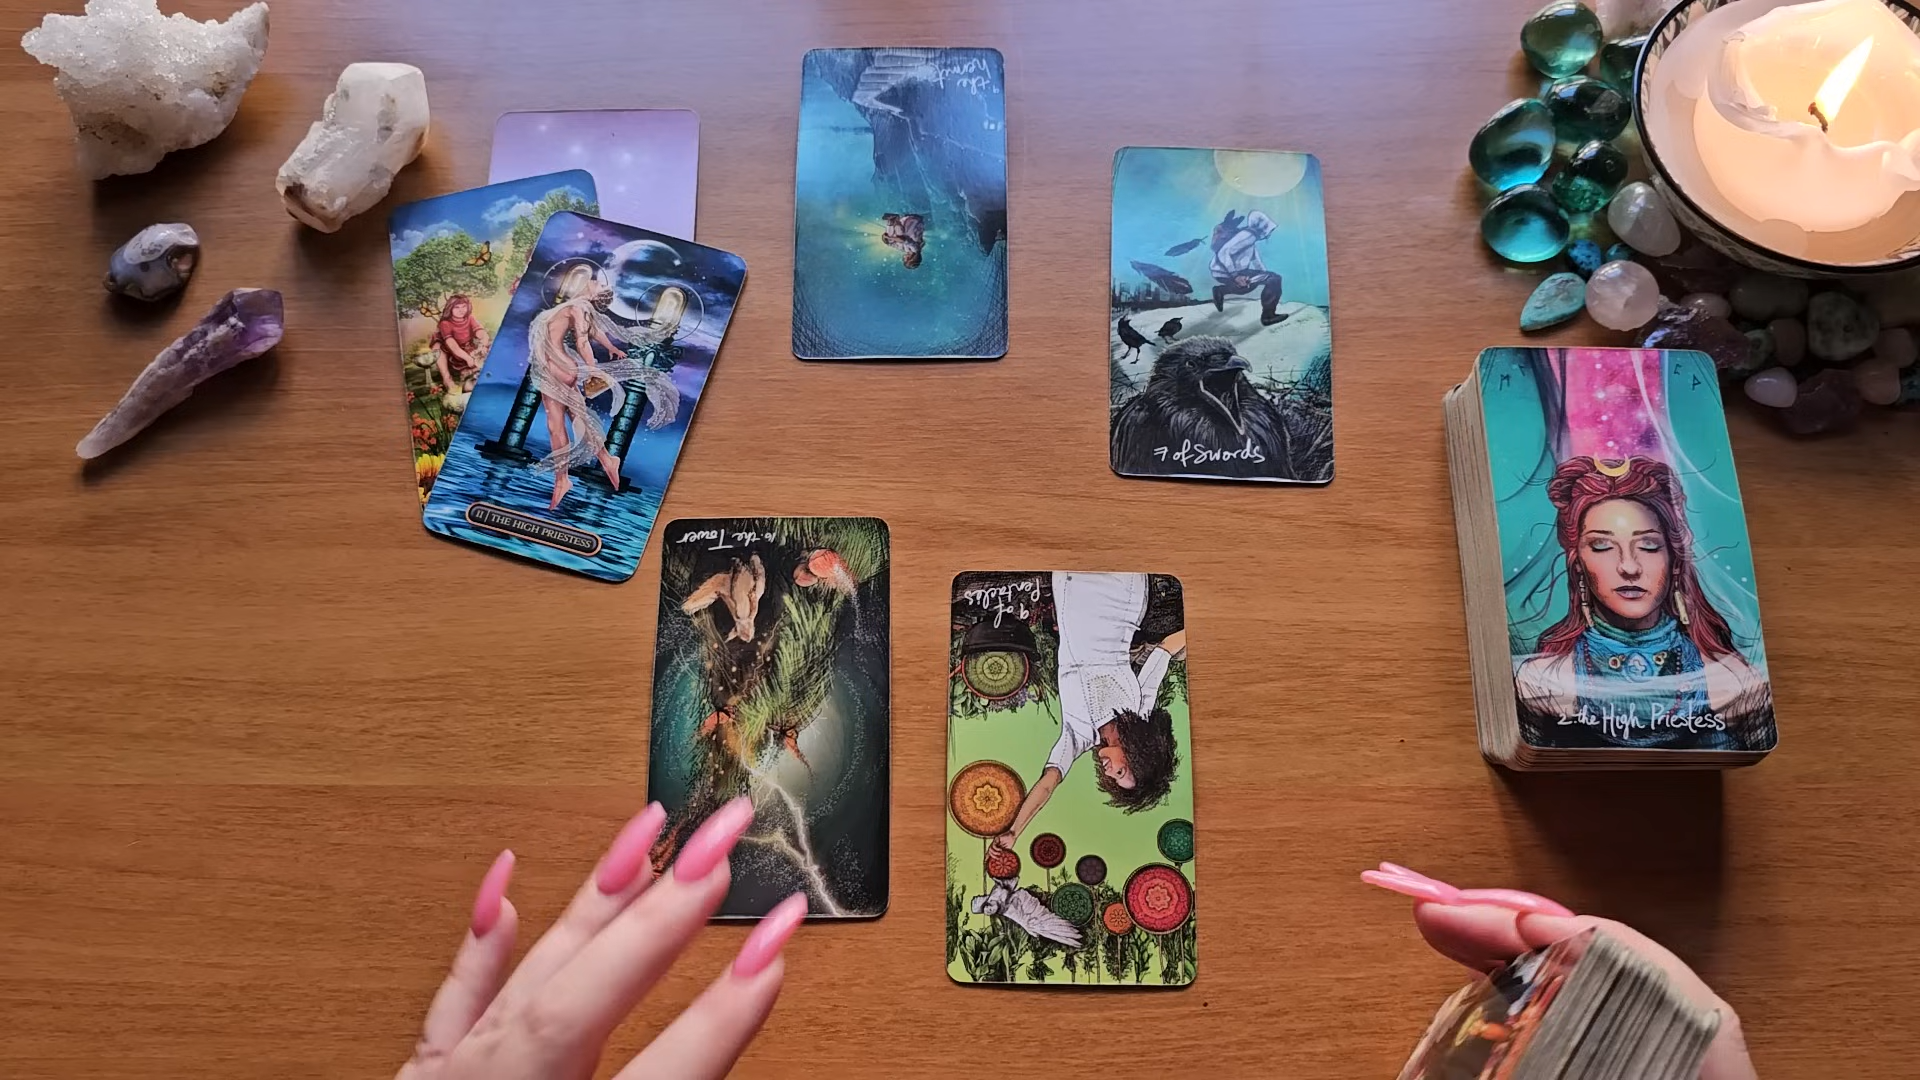 9. the
hermit
7 of Swords
II | THE HIGH PRIESTESS
16. the Tower
9 of
Pentacles
2. the High Priestess